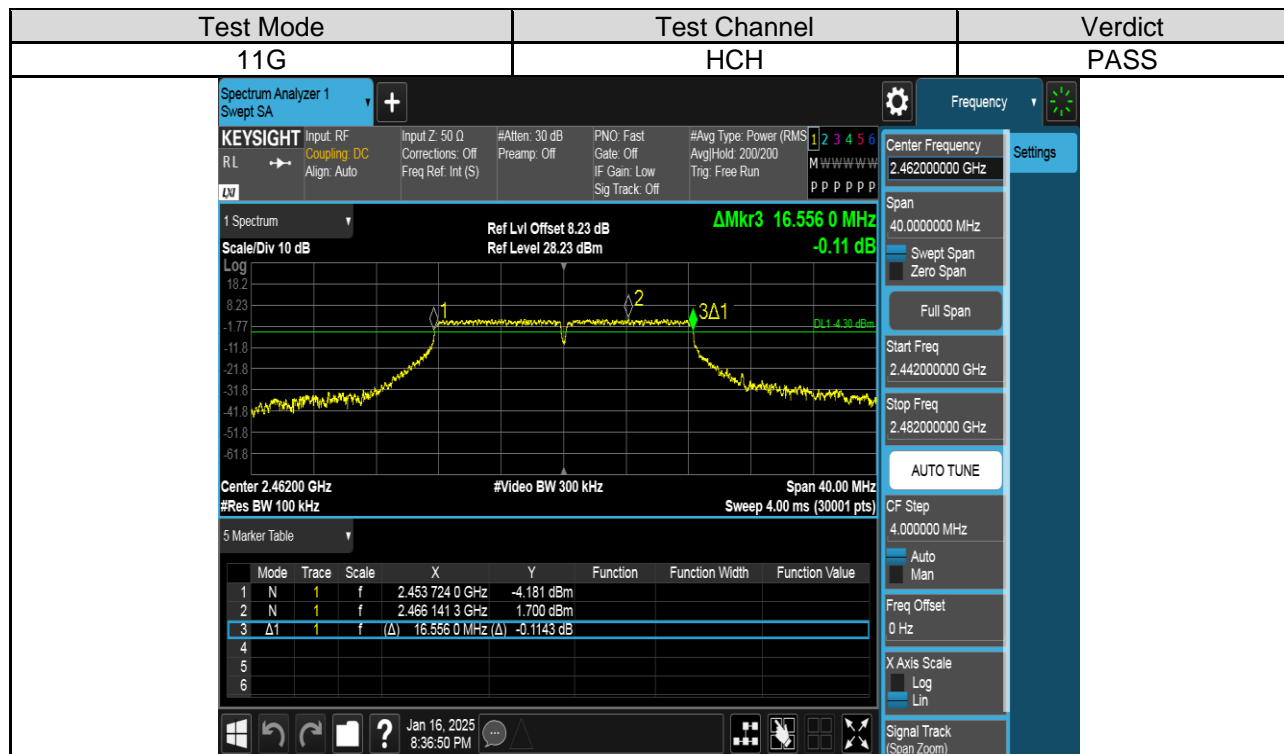 Test Mode Test Channel Verdict
11G HCH PASS
Spectrum Analyzer 1
Swept SA
+
Frequency
KEYSIGHT Input: RF Input Z: 50 Ω #Atten: 30 dB PNO: Fast #Avg Type: Power (RMS 1 2 3 4 5 6
RL Coupling: DC Corrections: Off Preamp: Off Gate: Off Avg|Hold: 200/200 M W W W W W
Align: Auto Freq Ref: Int (S) IF Gain: Low Trig: Free Run
LXI Sig Track: Off P P P P P P
Center Frequency
2.462000000 GHz
Settings
1 Spectrum
Ref Lvl Offset 8.23 dB
ΔMkr3 16.556 0 MHz
Scale/Div 10 dB Ref Level 28.23 dBm -0.11 dB
Log
18.2
8.23
-1.77
-11.8
-21.8
-31.8
-41.8
-51.8
-61.8
1
2
3Δ1
DL1 -4.30 dBm
Center 2.46200 GHz #Video BW 300 kHz Span 40.00 MHz
#Res BW 100 kHz Sweep 4.00 ms (30001 pts)
Span
40.0000000 MHz
Swept Span
Zero Span
Full Span
Start Freq
2.442000000 GHz
Stop Freq
2.482000000 GHz
AUTO TUNE
CF Step
4.000000 MHz
Auto
Man
Freq Offset
0 Hz
X Axis Scale
Log
Lin
Signal Track
(Span Zoom)
5 Marker Table
Mode Trace Scale X Y Function Function Width Function Value
1 N 1 f 2.453 724 0 GHz -4.181 dBm
2 N 1 f 2.466 141 3 GHz 1.700 dBm
3 Δ1 1 f (Δ) 16.556 0 MHz (Δ) -0.1143 dB
4
5
6
?
Jan 16, 2025
8:36:50 PM